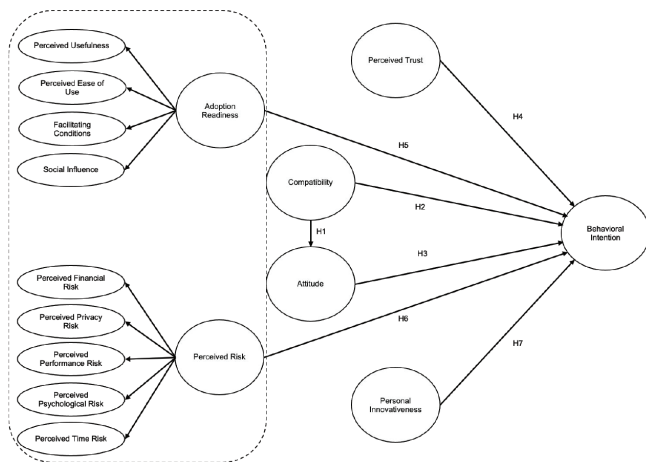 Perceived Usefulness
Perceived Ease of
Use
Facilitating
Conditions
Social Influence
Adoption
Readiness
Perceived Trust
H4
H5
Compatibility
H2
H1
Behavioral
Intention
H3
Attitude
H6
Perceived Financial
Risk
Perceived Privacy
Risk
Perceived
Performance Risk
Perceived
Psychological Risk
Perceived Time Risk
Perceived Risk
H7
Personal
Innovativeness